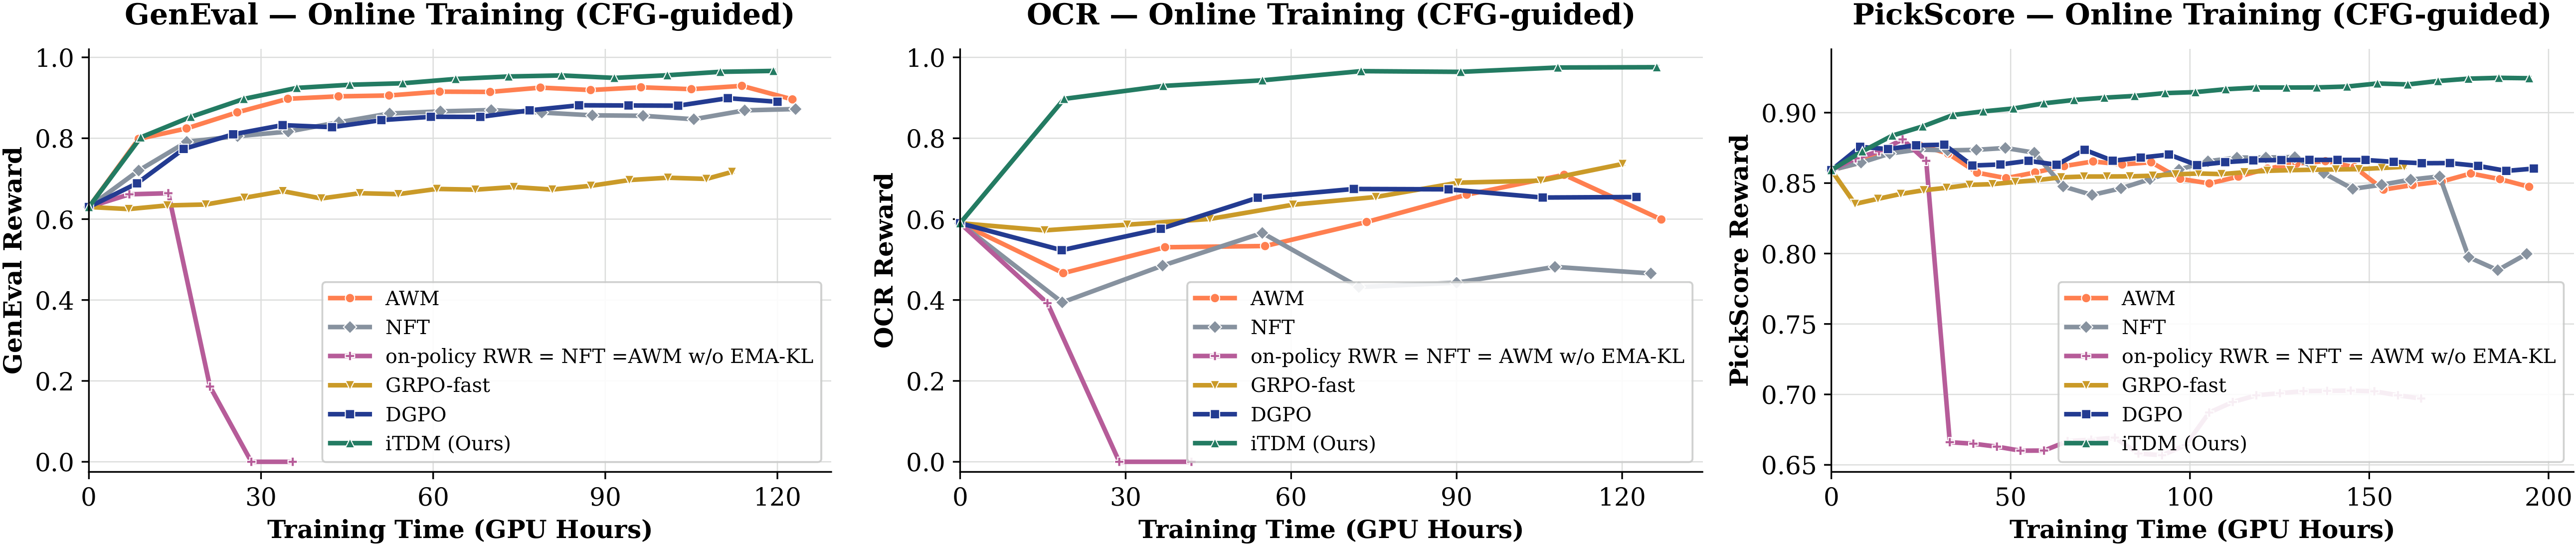 GenEval — Online Training (CFG-guided)
GenEval Reward
1.0
0.8
0.6
0.4
0.2
0.0
AWM
NFT
on-policy RWR = NFT =AWM w/o EMA-KL
GRPO-fast
DGPO
iTDM (Ours)
0 30 60 90 120
Training Time (GPU Hours)
OCR — Online Training (CFG-guided)
OCR Reward
1.0
0.8
0.6
0.4
0.2
0.0
AWM
NFT
on-policy RWR = NFT = AWM w/o EMA-KL
GRPO-fast
DGPO
iTDM (Ours)
0 30 60 90 120
Training Time (GPU Hours)
PickScore — Online Training (CFG-guided)
PickScore Reward
0.90
0.85
0.80
0.75
0.70
0.65
AWM
NFT
on-policy RWR = NFT = AWM w/o EMA-KL
GRPO-fast
DGPO
iTDM (Ours)
0 50 100 150 200
Training Time (GPU Hours)